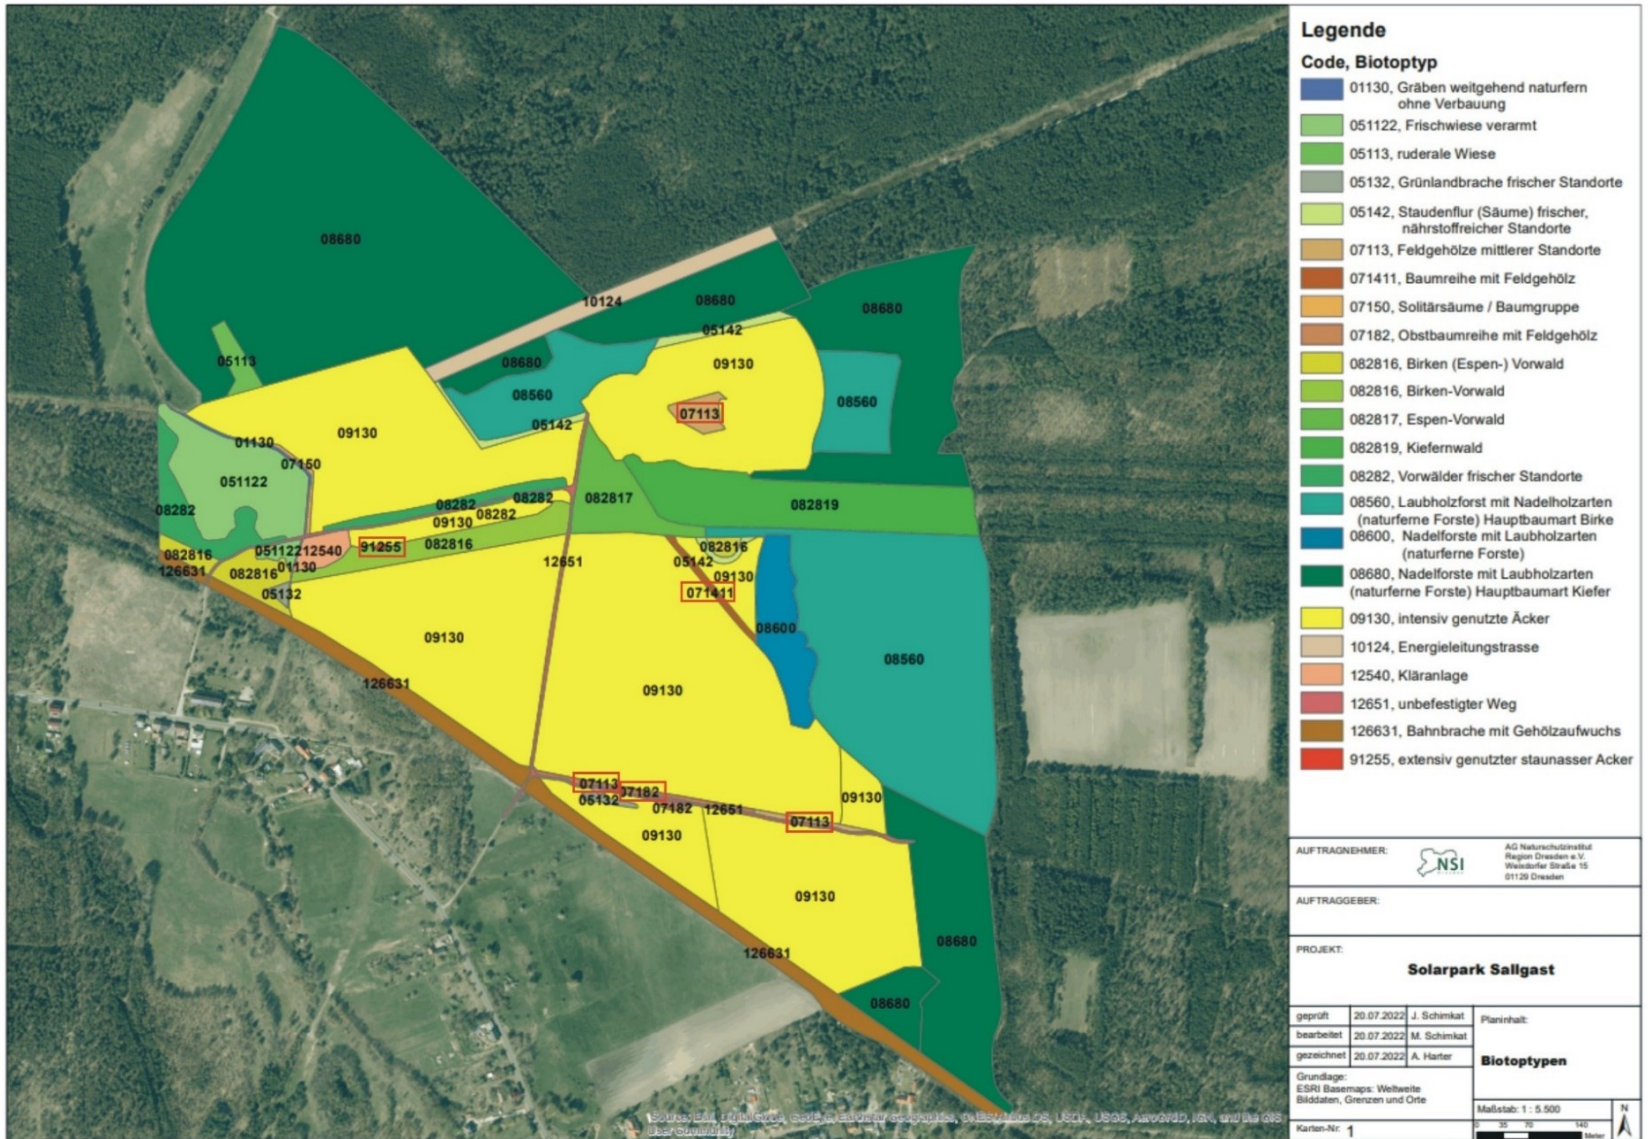 Legende
Code, Biotoptyp
01130, Gräben weitgehend naturfern
ohne Verbauung
051122, Frischwiese verarmt
05113, ruderale Wiese
05132, Grünlandbrache frischer Standorte
05142, Staudenflur (Säume) frischer,
nährstoffreicher Standorte
07113, Feldgehölze mittlerer Standorte
071411, Baumreihe mit Feldgehölz
07150, Solitärsäume / Baumgruppe
07182, Obstbaumreihe mit Feldgehölz
082816, Birken (Espen-) Vorwald
082816, Birken-Vorwald
082817, Espen-Vorwald
082819, Kiefernwald
08282, Vorwälder frischer Standorte
08560, Laubholzforst mit Nadelholzarten
(naturferne Forste) Hauptbaumart Birke
08600, Nadelforste mit Laubholzarten
(naturferne Forste)
08680, Nadelforste mit Laubholzarten
(naturferne Forste) Hauptbaumart Kiefer
09130, intensiv genutzte Äcker
10124, Energieleitungstrasse
12540, Kläranlage
12651, unbefestigter Weg
126631, Bahnbrache mit Gehölzaufwuchs
91255, extensiv genutzter staunasser Acker
AUFTRAGNEHMER:
NSI
AG Naturschutzinstitut
Region Dresden e.V.
Weixdorfer Straße 15
01129 Dresden
AUFTRAGGEBER:
PROJEKT:
Solarpark Sallgast
geprüft 20.07.2022 J. Schimkat
bearbeitet 20.07.2022 M. Schimkat
gezeichnet 20.07.2022 A. Harter
Planinhalt:
Biotoptypen
Grundlage:
ESRI Basemaps: Weltweite
Bilddaten, Grenzen und Orte
Karten-Nr: 1
Maßstab: 1 : 5.500
0 35 70 140
Meter
N
08680
10124
08680
08680
05142
05113
08680
09130
08560
08560
07113
05142
09130
01130
07150
051122
08282
08282
082817
082819
08282
08282
09130
082816
91255
082816
051122
12540
082816
05142
01130
126631
082816
12651
09130
05132
071411
08600
09130
08560
126631
09130
07113
07182
05132
07182
12651
09130
07113
09130
09130
08680
126631
08680
User Community